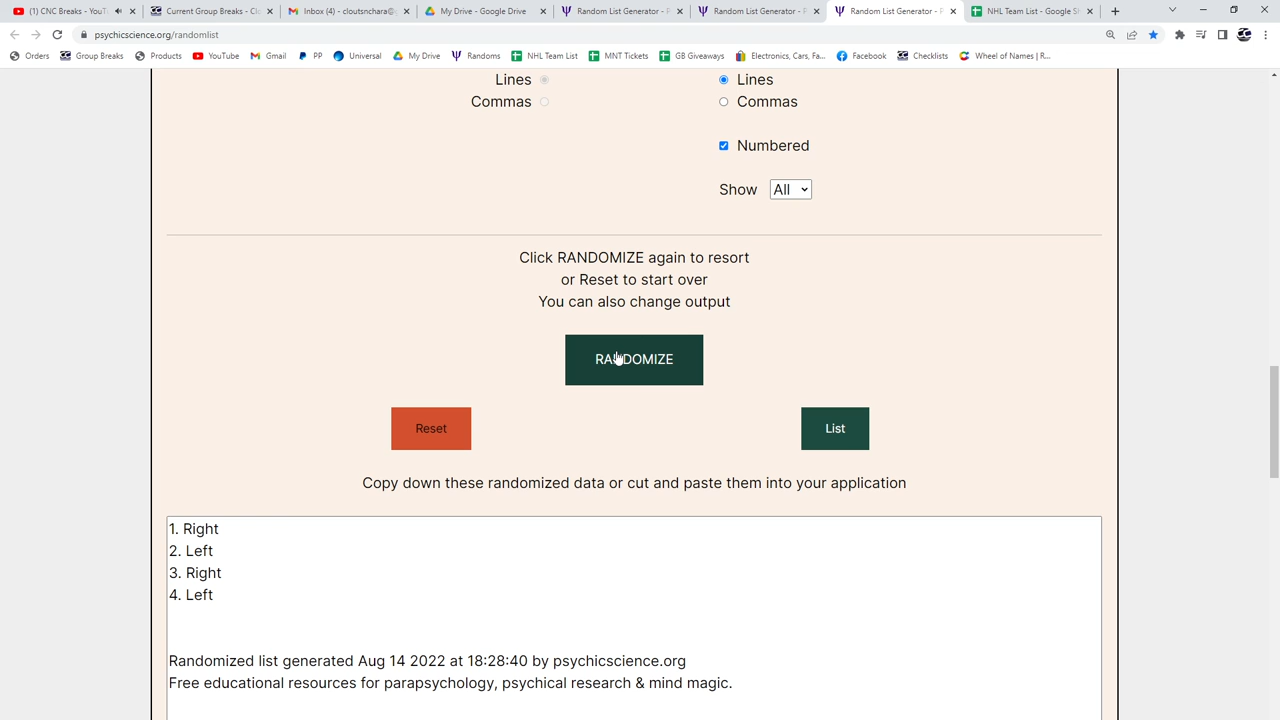 (1) CNC Breaks - YouTu
Current Group Breaks - Clo
Inbox (4) - cloutsnchara@g
My Drive - Google Drive
Random List Generator - P
Random List Generator - P
Random List Generator - P
NHL Team List - Google Sh
psychicscience.org/randomlist
Orders
Group Breaks
Products
YouTube
Gmail
PP
Universal
My Drive
Randoms
NHL Team List
MNT Tickets
GB Giveaways
Electronics, Cars, Fa...
Facebook
Checklists
Wheel of Names | R...
Lines
Lines
Commas
Commas
Numbered
Show All
Click RANDOMIZE again to resort
or Reset to start over
You can also change output
RANDOMIZE
Reset
List
Copy down these randomized data or cut and paste them into your application
1. Right
2. Left
3. Right
4. Left
Randomized list generated Aug 14 2022 at 18:28:40 by psychicscience.org
Free educational resources for parapsychology, psychical research & mind magic.